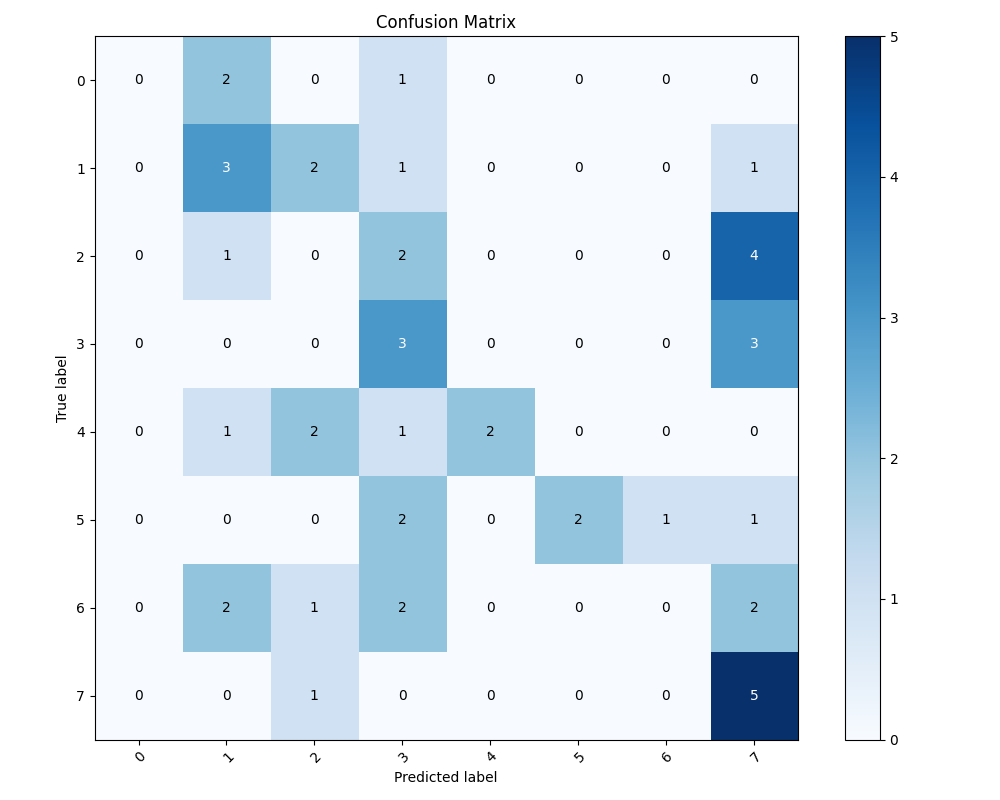 Confusion Matrix
0 0 2 0 1 0 0 0 0
1 0 3 2 1 0 0 0 1
2 0 1 0 2 0 0 0 4
3 0 0 0 3 0 0 0 3
4 0 1 2 1 2 0 0 0
5 0 0 0 2 0 2 1 1
6 0 2 1 2 0 0 0 2
7 0 0 1 0 0 0 0 5
0 1 2 3 4 5 6 7
True label
Predicted label
5
4
3
2
1
0